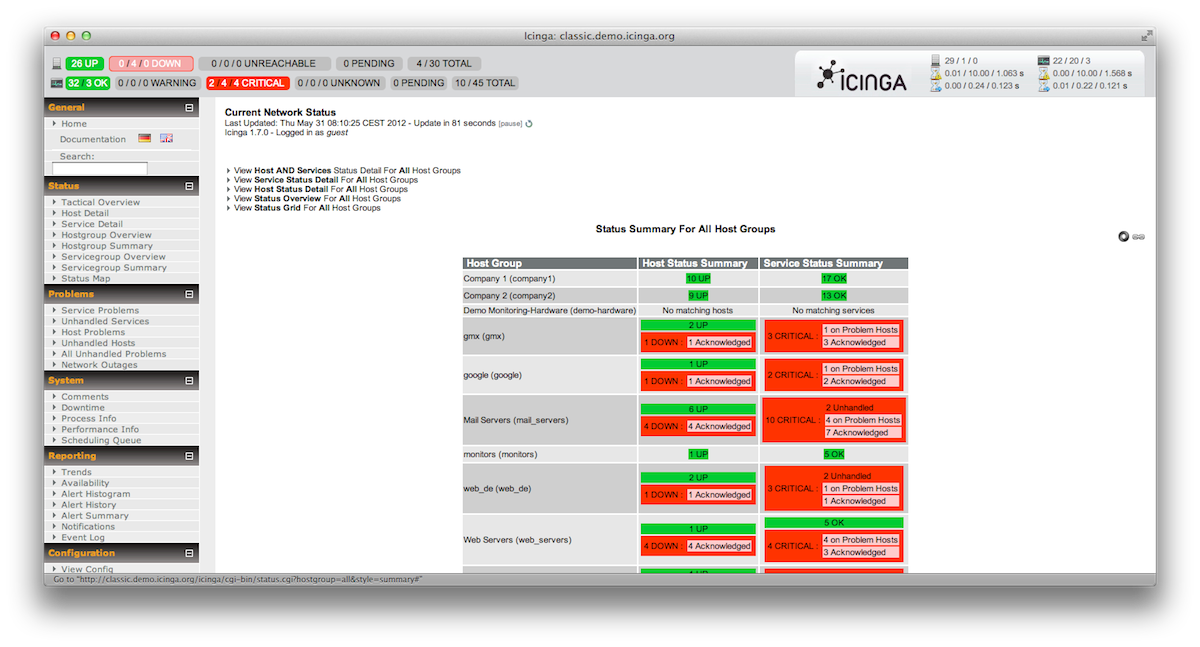 Icinga: classic.demo.icinga.org
26 UP 0 / 4 / 0 DOWN 0 / 0 / 0 UNREACHABLE 0 PENDING 4 / 30 TOTAL
32 / 3 OK 0 / 0 / 0 WARNING 2 / 4 / 4 CRITICAL 0 / 0 / 0 UNKNOWN 0 PENDING 10 / 45 TOTAL
ICINGA
29 / 1 / 0
0.01 / 10.00 / 1.063 s
0.00 / 0.24 / 0.123 s
22 / 20 / 3
0.00 / 10.00 / 1.568 s
0.01 / 0.22 / 0.121 s
General
Home
Documentation
Search:
Status
Tactical Overview
Host Detail
Service Detail
Hostgroup Overview
Hostgroup Summary
Servicegroup Overview
Servicegroup Summary
Status Map
Problems
Service Problems
Unhandled Services
Host Problems
Unhandled Hosts
All Unhandled Problems
Network Outages
System
Comments
Downtime
Process Info
Performance Info
Scheduling Queue
Reporting
Trends
Availability
Alert Histogram
Alert History
Alert Summary
Notifications
Event Log
Configuration
View Config
Current Network Status
Last Updated: Thu May 31 08:10:25 CEST 2012 - Update in 81 seconds [pause]
Icinga 1.7.0 - Logged in as guest
View Host AND Services Status Detail For All Host Groups
View Service Status Detail For All Host Groups
View Host Status Detail For All Host Groups
View Status Overview For All Host Groups
View Status Grid For All Host Groups
Status Summary For All Host Groups
Host Group Host Status Summary Service Status Summary
Company 1 (company1) 10 UP 17 OK
Company 2 (company2) 9 UP 13 OK
Demo Monitoring-Hardware (demo-hardware) No matching hosts No matching services
gmx (gmx)
2 UP
1 DOWN : 1 Acknowledged
3 CRITICAL :
1 on Problem Hosts
3 Acknowledged
google (google)
1 UP
1 DOWN : 1 Acknowledged
2 CRITICAL :
1 on Problem Hosts
2 Acknowledged
Mail Servers (mail_servers)
6 UP
4 DOWN : 4 Acknowledged
10 CRITICAL :
2 Unhandled
4 on Problem Hosts
7 Acknowledged
monitors (monitors) 1 UP 5 OK
web_de (web_de)
2 UP
1 DOWN : 1 Acknowledged
3 CRITICAL :
2 Unhandled
1 on Problem Hosts
1 Acknowledged
Web Servers (web_servers)
1 UP
4 DOWN : 4 Acknowledged
5 OK
4 CRITICAL :
4 on Problem Hosts
3 Acknowledged
Go to "http://classic.demo.icinga.org/icinga/cgi-bin/status.cgi?hostgroup=all&style=summary#"